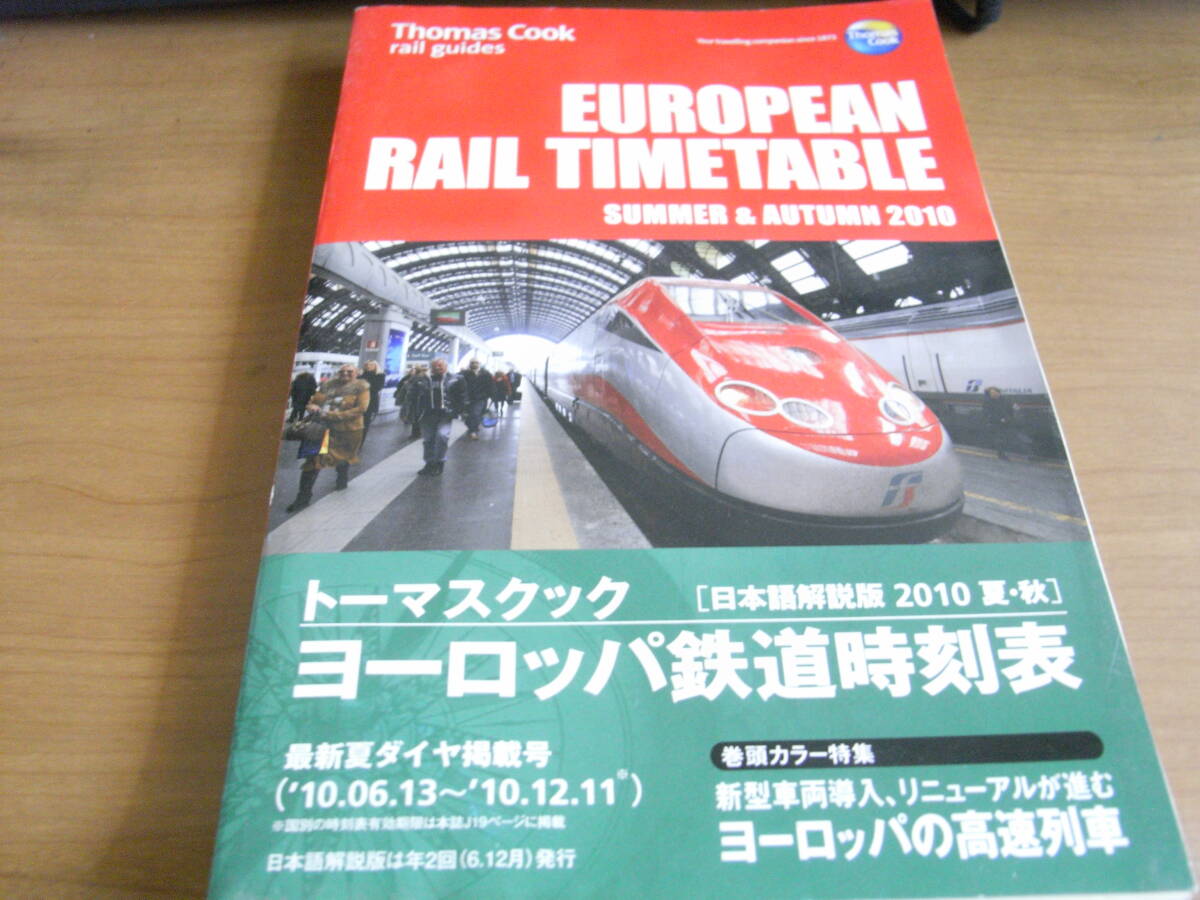 Thomas Cook
rail guides
Your travelling companion since 1873
Thomas
Cook
EUROPEAN
RAIL TIMETABLE
SUMMER & AUTUMN 2010
トーマスクック
[日本語解説版 2010 夏・秋]
ヨーロッパ鉄道時刻表
最新夏ダイヤ掲載号
('10.06.13〜'10.12.11※)
※国別の時刻表有効期限は本誌J19ページに掲載
日本語解説版は年2回(6.12月)発行
巻頭カラー特集
新型車両導入、リニューアルが進む
ヨーロッパの高速列車